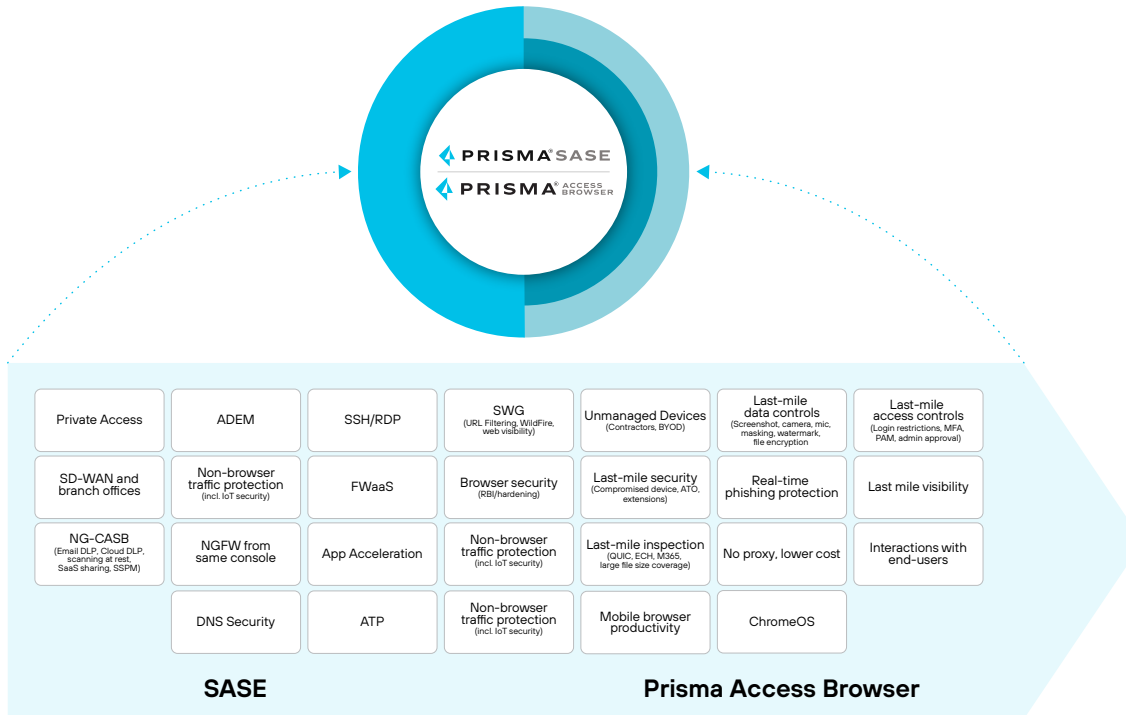 PRISMA® SASE
PRISMA® ACCESS
BROWSER
Private Access
ADEM
SSH/RDP
SWG
(URL Filtering, WildFire,
web visibility)
Unmanaged Devices
(Contractors, BYOD)
Last-mile
data controls
(Screenshot, camera, mic,
masking, watermark,
file encryption)
Last-mile
access controls
(Login restrictions, MFA,
PAM, admin approval)
SD-WAN and
branch offices
Non-browser
traffic protection
(incl. IoT security)
FWaaS
Browser security
(RBI/hardening)
Last-mile security
(Compromised device, ATO,
extensions)
Real-time
phishing protection
Last mile visibility
NG-CASB
(Email DLP, Cloud DLP,
scanning at rest,
SaaS sharing, SSPM)
NGFW from
same console
App Acceleration
Non-browser
traffic protection
(incl. IoT security)
Last-mile inspection
(QUIC, ECH, M365,
large file size coverage)
No proxy, lower cost
Interactions with
end-users
DNS Security
ATP
Non-browser
traffic protection
(incl. IoT security)
Mobile browser
productivity
ChromeOS
SASE
Prisma Access Browser